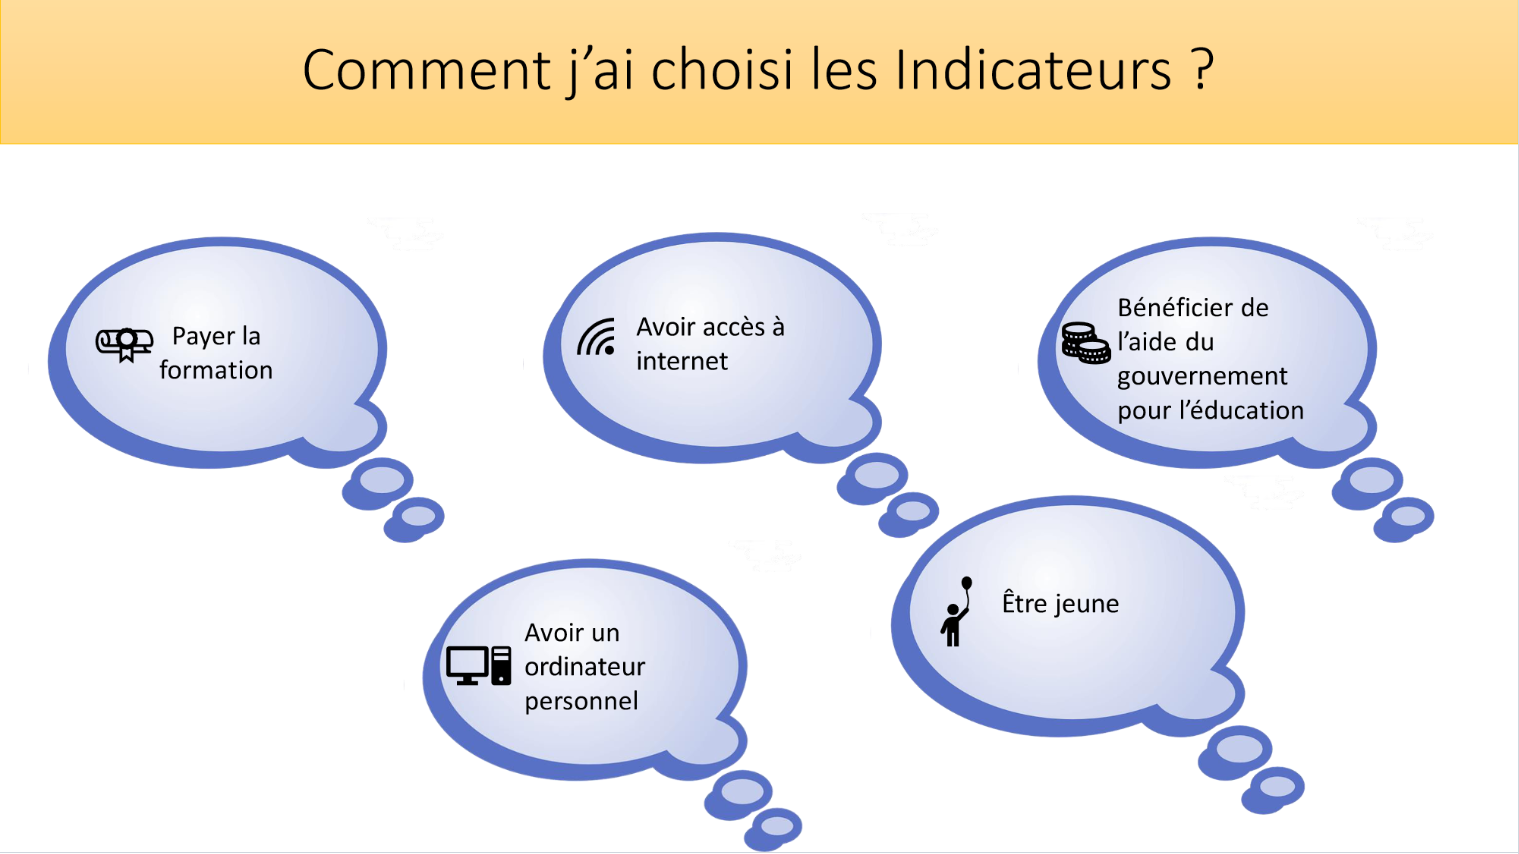 Comment j’ai choisi les Indicateurs ?
Payer la
formation
Avoir accès à
internet
Bénéficier de
l’aide du
gouvernement
pour l’éducation
Avoir un
ordinateur
personnel
Être jeune